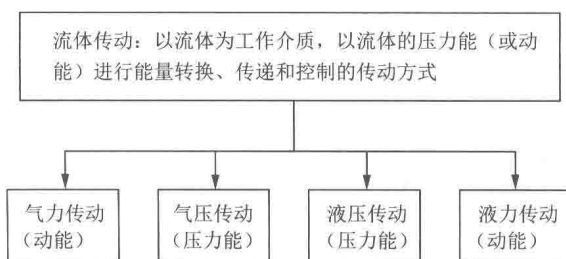 流体传动：以流体为工作介质，以流体的压力能（或动
能）进行能量转换、传递和控制的传动方式
气力传动
（动能）
气压传动
（压力能）
液压传动
（压力能）
液力传动
（动能）